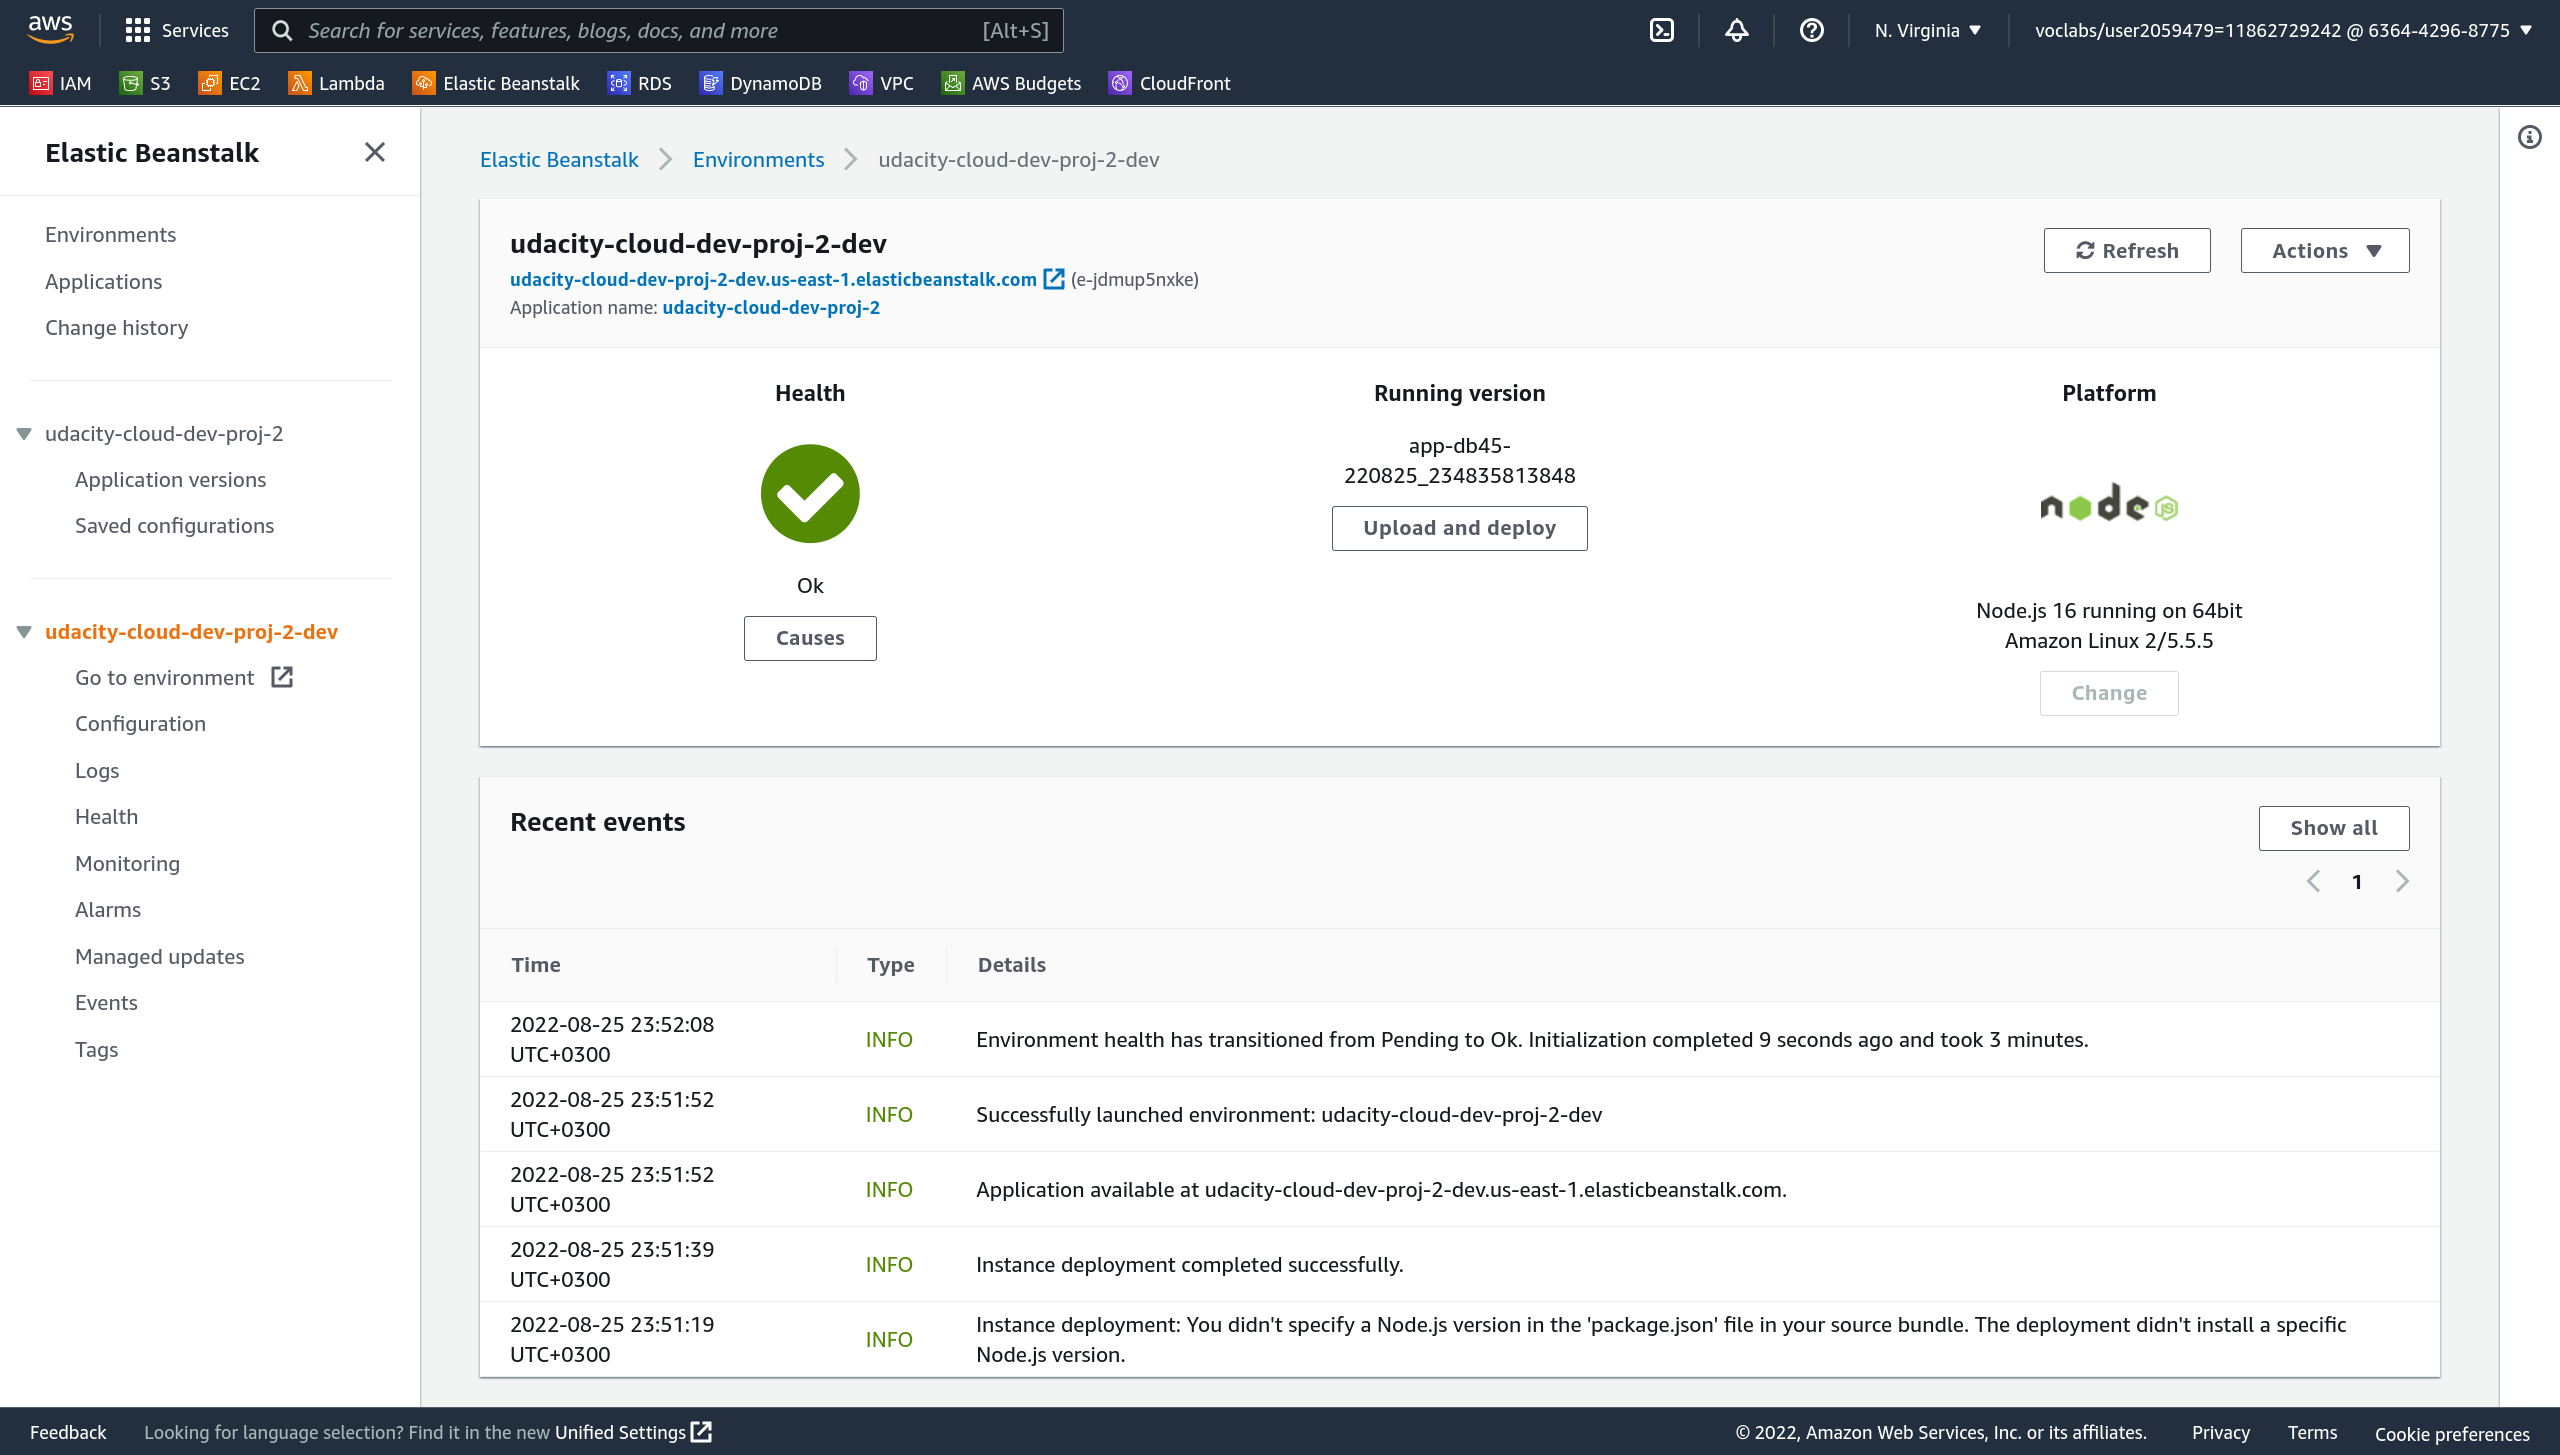 aws
Services
Search for services, features, blogs, docs, and more [Alt+S]
N. Virginia
voclabs/user2059479=11862729242 @ 6364-4296-8775
IAM S3 EC2 Lambda Elastic Beanstalk RDS DynamoDB VPC AWS Budgets CloudFront
Elastic Beanstalk
Environments
Applications
Change history
udacity-cloud-dev-proj-2
Application versions
Saved configurations
udacity-cloud-dev-proj-2-dev
Go to environment
Configuration
Logs
Health
Monitoring
Alarms
Managed updates
Events
Tags
Elastic Beanstalk Environments udacity-cloud-dev-proj-2-dev
udacity-cloud-dev-proj-2-dev
udacity-cloud-dev-proj-2-dev.us-east-1.elasticbeanstalk.com (e-jdmup5nxke)
Application name: udacity-cloud-dev-proj-2
Refresh
Actions
Health
Ok
Causes
Running version
app-db45-
220825_234835813848
Upload and deploy
Platform
node JS
Node.js 16 running on 64bit
Amazon Linux 2/5.5.5
Change
Recent events
Show all
1
Time Type Details
2022-08-25 23:52:08
UTC+0300
INFO
Environment health has transitioned from Pending to Ok. Initialization completed 9 seconds ago and took 3 minutes.
2022-08-25 23:51:52
UTC+0300
INFO
Successfully launched environment: udacity-cloud-dev-proj-2-dev
2022-08-25 23:51:52
UTC+0300
INFO
Application available at udacity-cloud-dev-proj-2-dev.us-east-1.elasticbeanstalk.com.
2022-08-25 23:51:39
UTC+0300
INFO
Instance deployment completed successfully.
2022-08-25 23:51:19
UTC+0300
INFO
Instance deployment: You didn't specify a Node.js version in the 'package.json' file in your source bundle. The deployment didn't install a specific
Node.js version.
Feedback
Looking for language selection? Find it in the new Unified Settings
© 2022, Amazon Web Services, Inc. or its affiliates.
Privacy
Terms
Cookie preferences